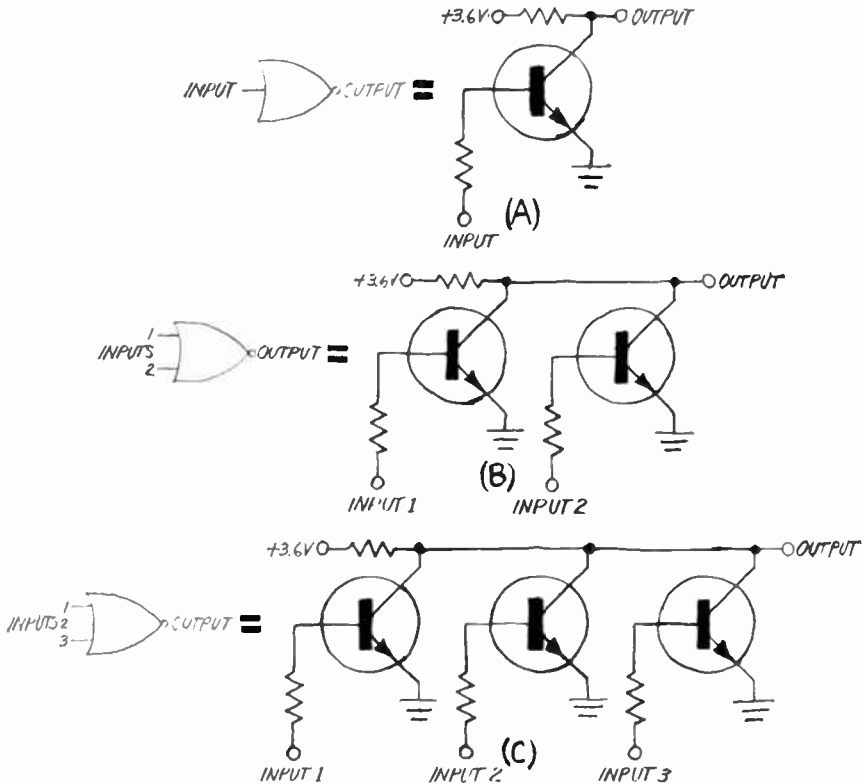 +3.6V OUTPUT
INPUT OUTPUT =
(A)
INPUT
+3.6V OUTPUT
1
INPUTS OUTPUT =
2
(B)
INPUT 1 INPUT 2
+3.6V OUTPUT
1
INPUTS 2 OUTPUT =
3
(C)
INPUT 1 INPUT 2 INPUT 3